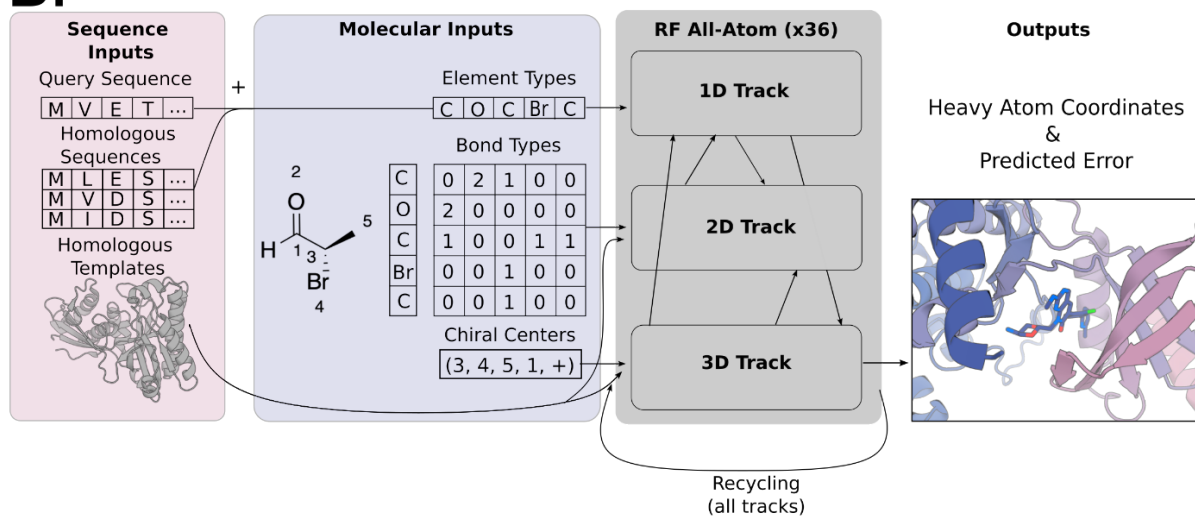 Sequence
Inputs
Query Sequence
M V E T ...
Homologous
Sequences
M L E S ...
M V D S ...
M I D S ...
Homologous
Templates
+
Molecular Inputs
Element Types
C O C Br C
Bond Types
C 0 2 1 0 0
O 2 0 0 0 0
C 1 0 0 1 1
Br 0 0 1 0 0
C 0 0 1 0 0
2
O
5
H
1
3
Br
4
Chiral Centers
(3, 4, 5, 1, +)
RF All-Atom (x36)
1D Track
2D Track
3D Track
Recycling
(all tracks)
Outputs
Heavy Atom Coordinates
&
Predicted Error